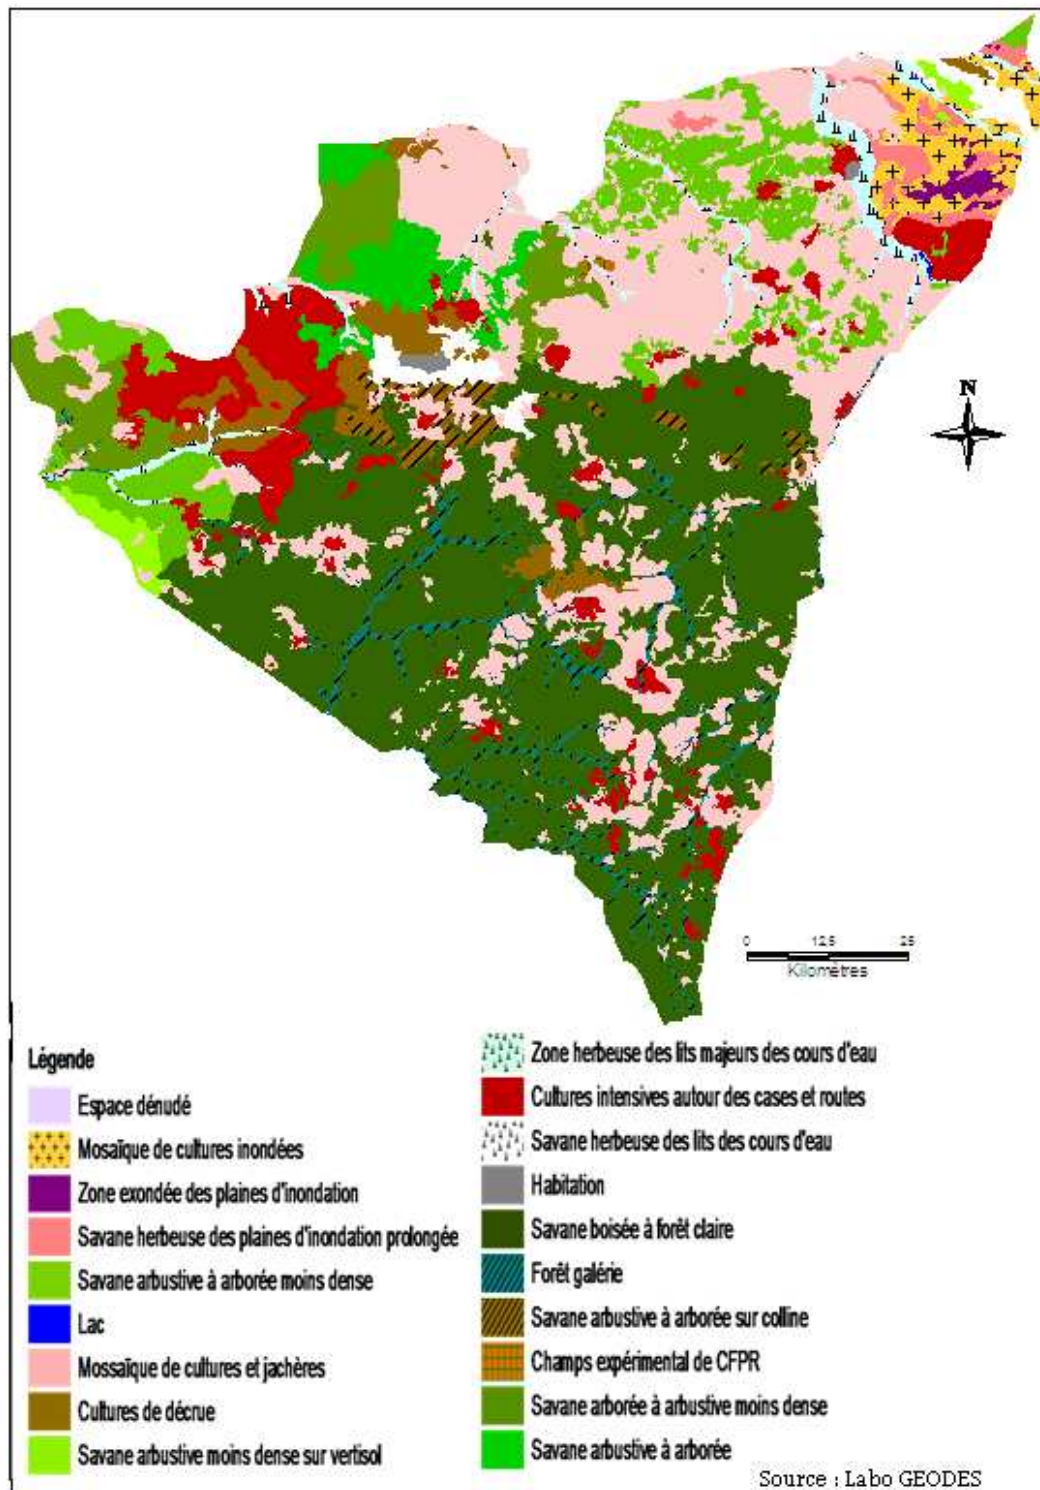 N
0 12.5 25
Kilomètres
Légende
Espace dénudé
Mosaïque de cultures inondées
Zone exondée des plaines d'inondation
Savane herbeuse des plaines d'inondation prolongée
Savane arbustive à arborée moins dense
Lac
Mossaïque de cultures et jachères
Cultures de décrue
Savane arbustive moins dense sur vertisol
Zone herbeuse des lits majeurs des cours d'eau
Cultures intensives autour des cases et routes
Savane herbeuse des lits des cours d'eau
Habitation
Savane boisée à forêt claire
Forêt galérie
Savane arbustive à arborée sur colline
Champs expérimental de CFPR
Savane arborée à arbustive moins dense
Savane arbustive à arborée
Source : Labo GEODES